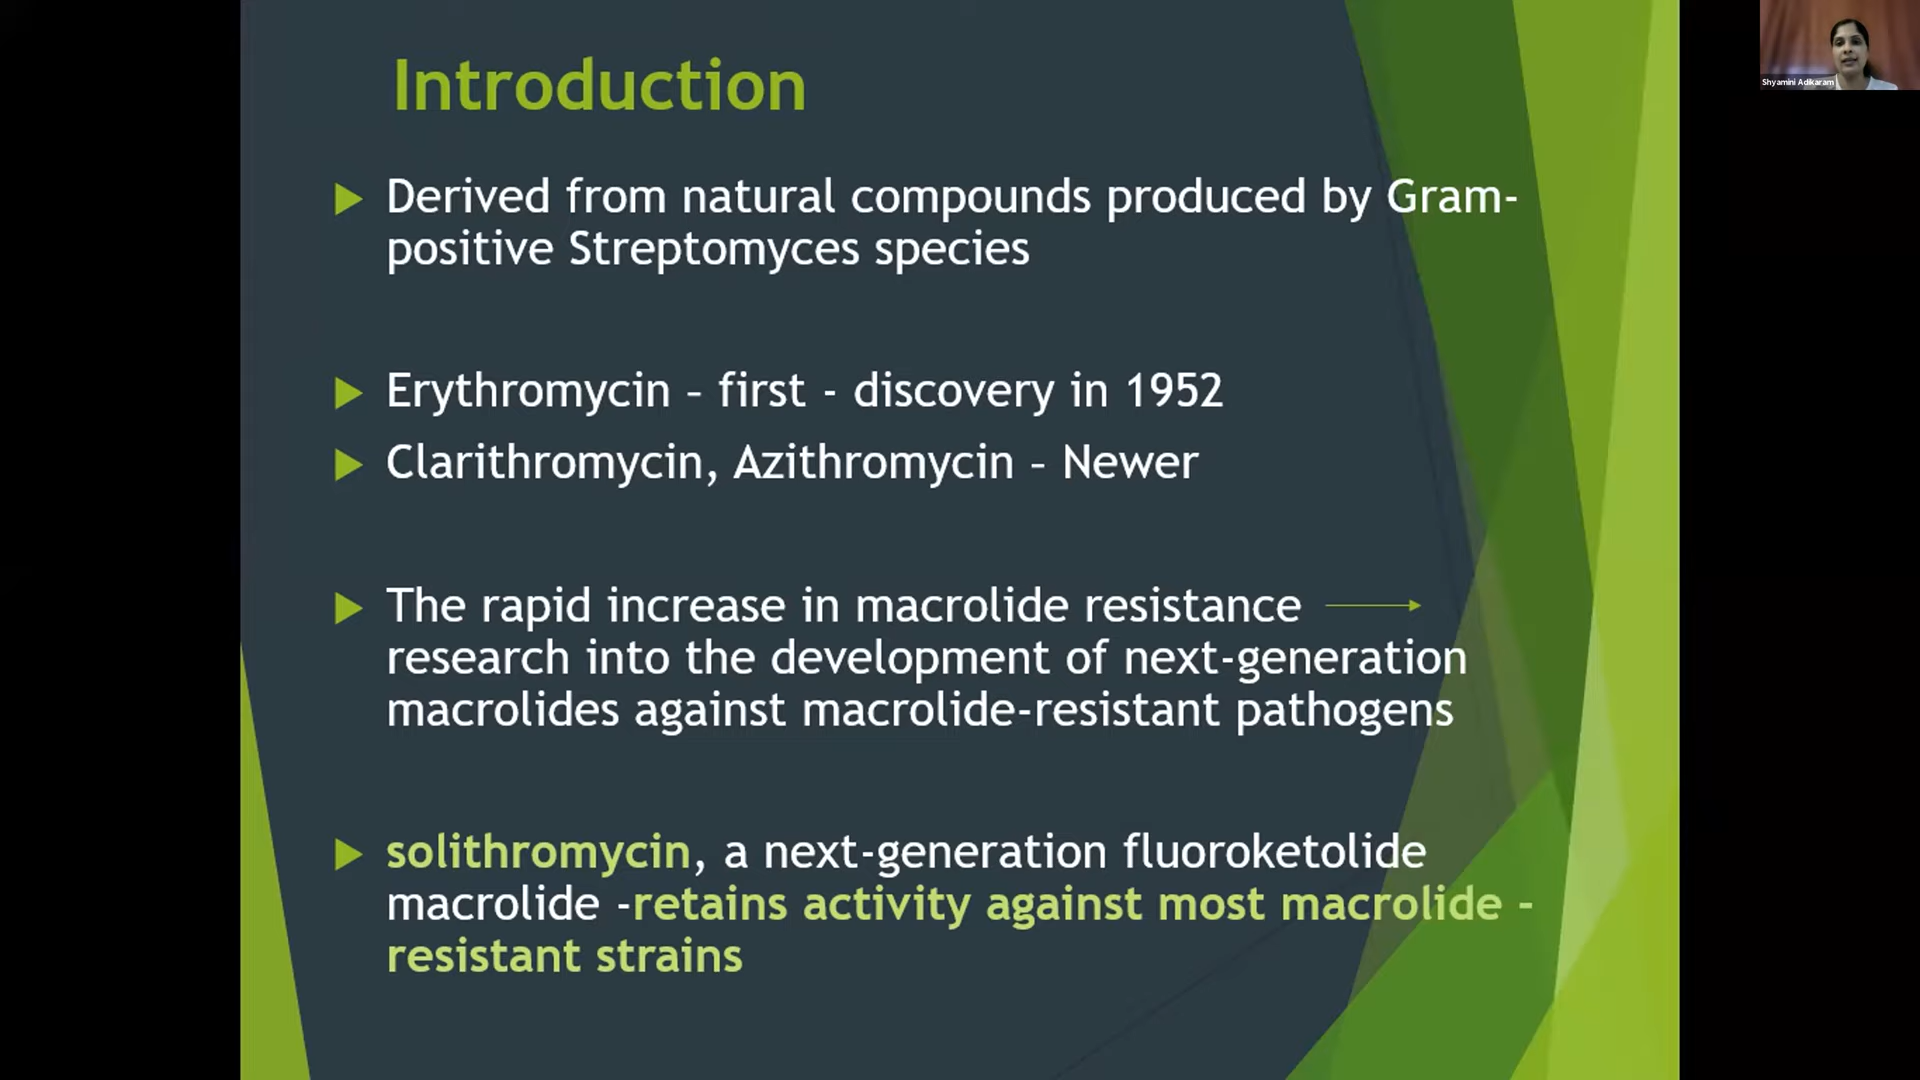 Introduction
Derived from natural compounds produced by Gram-
positive Streptomyces species
Erythromycin – first - discovery in 1952
Clarithromycin, Azithromycin – Newer
The rapid increase in macrolide resistance
research into the development of next-generation
macrolides against macrolide-resistant pathogens
solithromycin, a next-generation fluoroketolide
macrolide -retains activity against most macrolide -
resistant strains
Shyamini Adikaram